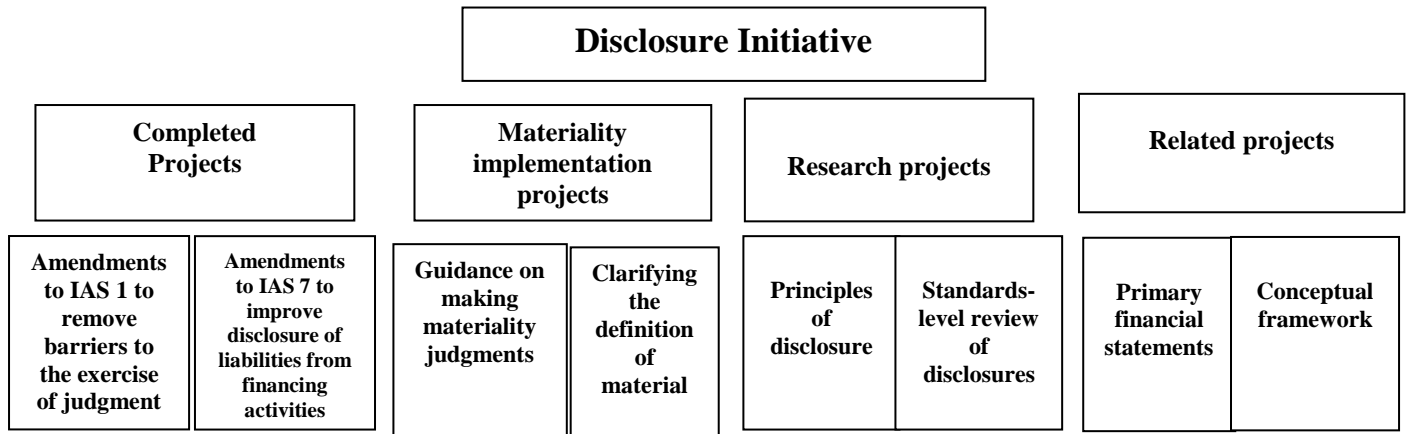 Disclosure Initiative
Completed
Projects
Materiality
implementation
projects
Research projects
Related projects
Amendments
to IAS 1 to
remove
barriers to
the exercise
of judgment
Amendments
to IAS 7 to
improve
disclosure of
liabilities from
financing
activities
Guidance on
making
materiality
judgments
Clarifying
the
definition
of
material
Principles
of
disclosure
Standards-
level review
of
disclosures
Primary
financial
statements
Conceptual
framework